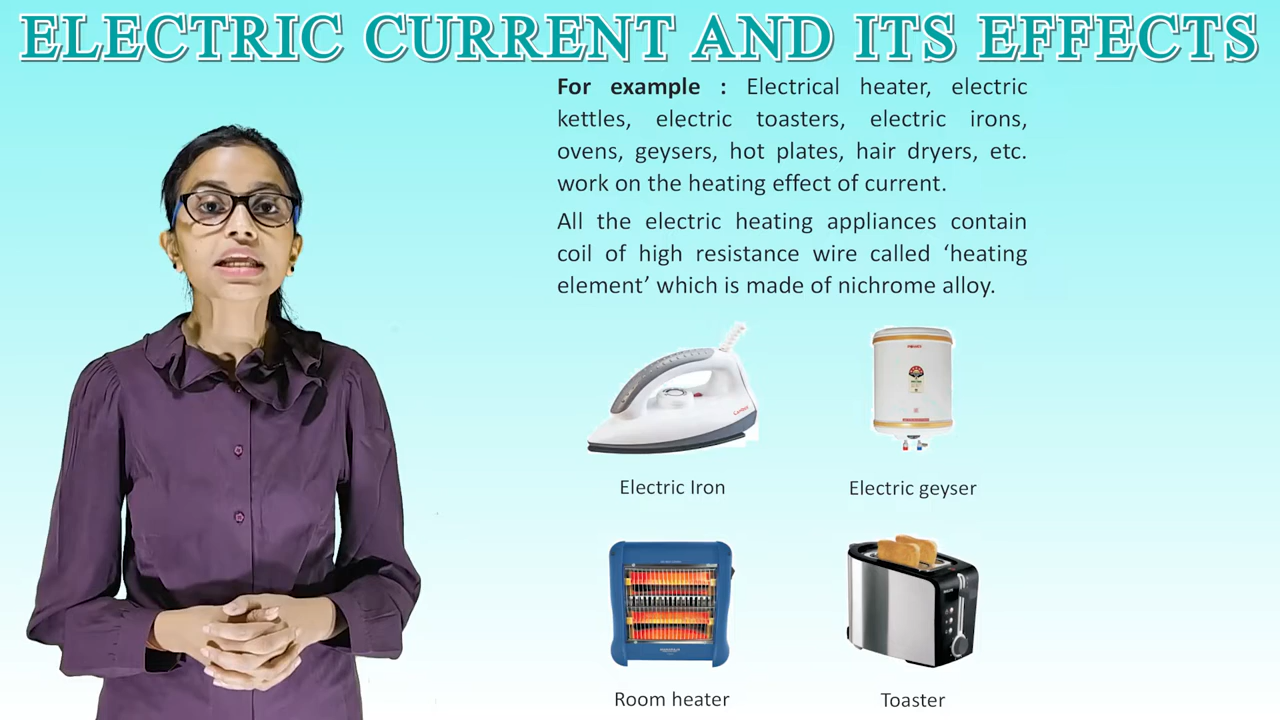 ELECTRIC CURRENT AND ITS EFFECTS
For example : Electrical heater, electric
kettles, electric toasters, electric irons,
ovens, geysers, hot plates, hair dryers, etc.
work on the heating effect of current.
All the electric heating appliances contain
coil of high resistance wire called ‘heating
element’ which is made of nichrome alloy.
Electric Iron
Electric geyser
Room heater
Toaster